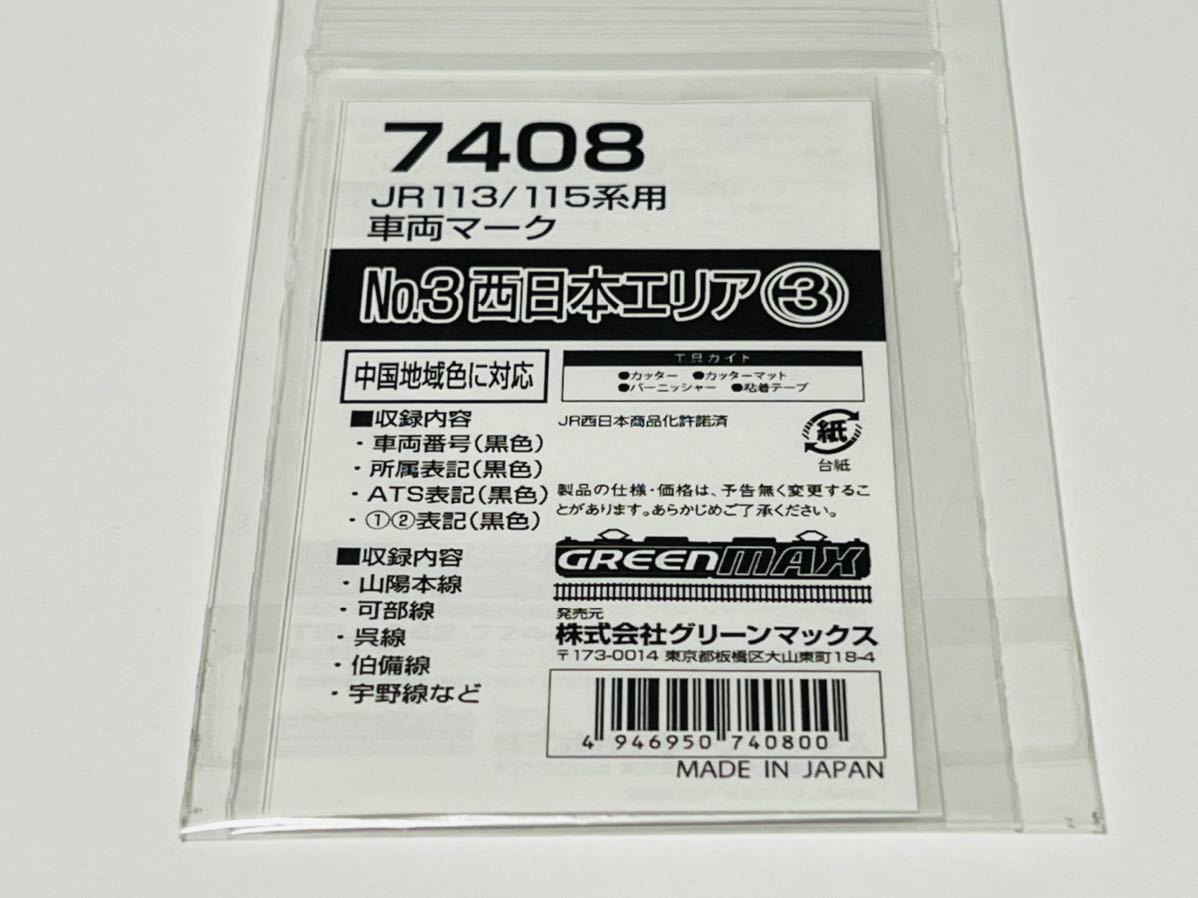 7408
JR113/115系用
車両マーク
No.3西日本エリア③
中国地域色に対応
■収録内容
・車両番号(黒色)
・所属表記(黒色)
・ATS表記(黒色)
・①②表記(黒色)
■収録内容
・山陽本線
・可部線
・呉線
・伯備線
・宇野線など
工具ガイド
●カッター ●カッターマット
●バーニッシャー ●粘着テープ
JR西日本商品化許諾済
紙
台紙
製品の仕様・価格は、予告無く変更するこ
とがあります。あらかじめご了承ください。
GREENMAX
発売元
株式会社グリーンマックス
〒173-0014 東京都板橋区大山東町18-4
4 946950 740800
MADE IN JAPAN